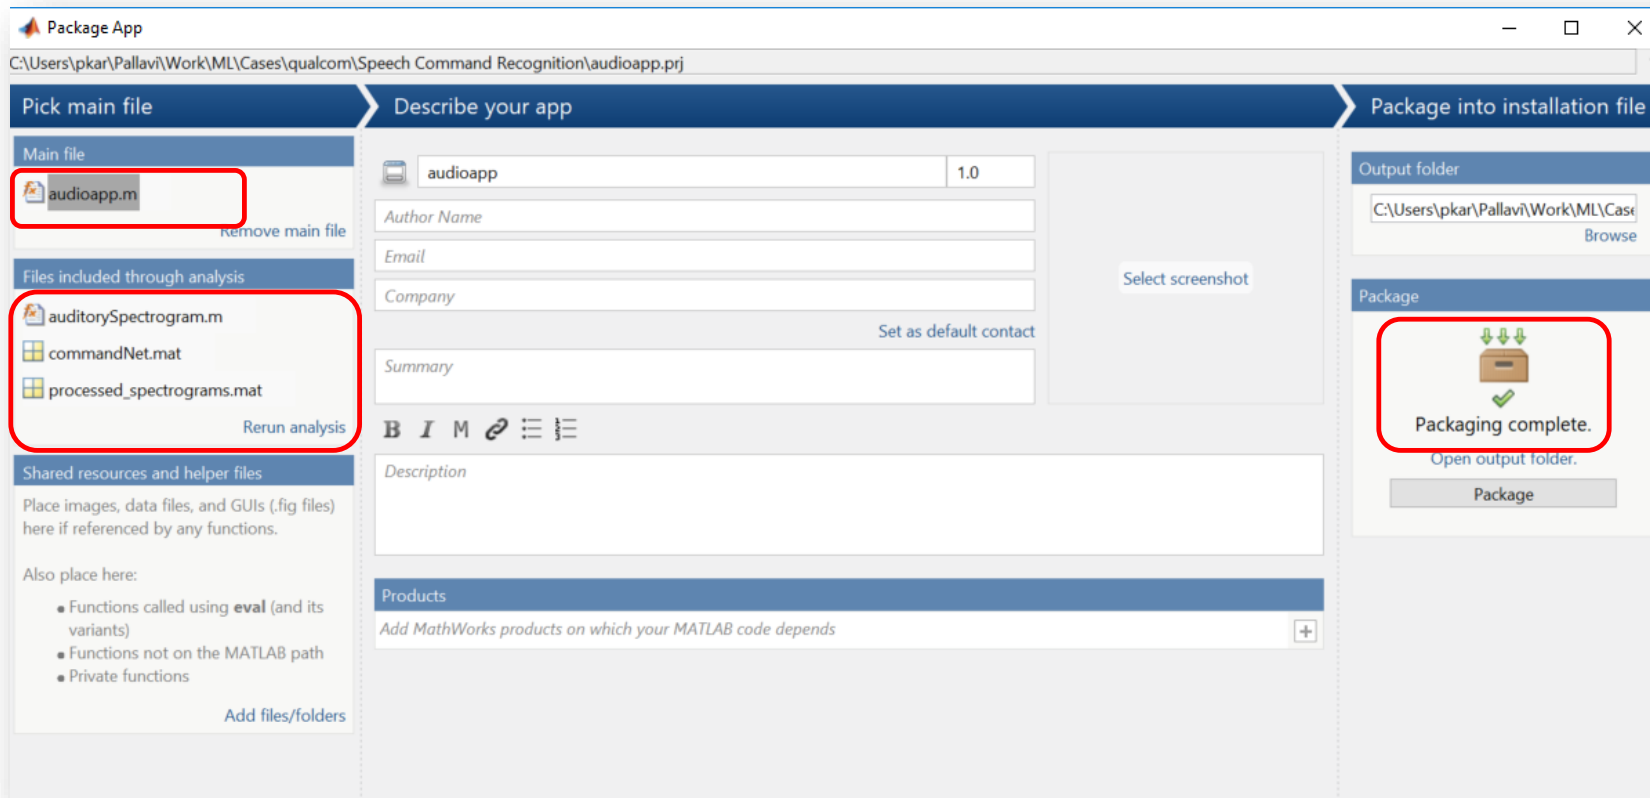 Package App
C:\Users\pkar\Pallavi\Work\ML\Cases\qualcom\Speech Command Recognition\audioapp.prj
Pick main file
Main file
audioapp.m
Remove main file
Files included through analysis
auditorySpectrogram.m
commandNet.mat
processed_spectrograms.mat
Rerun analysis
Shared resources and helper files
Place images, data files, and GUIs (.fig files)
here if referenced by any functions.
Also place here:
Functions called using eval (and its
variants)
Functions not on the MATLAB path
Private functions
Add files/folders
Describe your app
audioapp
1.0
Author Name
Email
Company
Set as default contact
Summary
Select screenshot
B I M
Description
Products
Add MathWorks products on which your MATLAB code depends
Package into installation file
Output folder
C:\Users\pkar\Pallavi\Work\ML\Case
Browse
Package
Packaging complete.
Open output folder.
Package